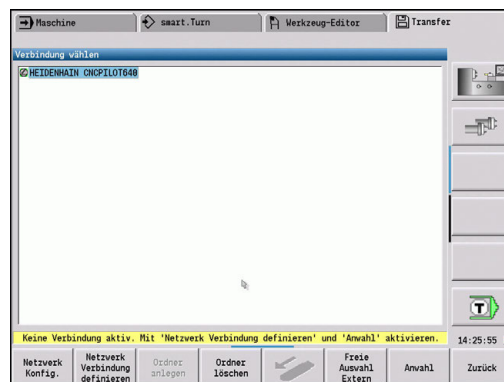 Maschine smart.Turn Werkzeug-Editor Transfer
Verbindung wählen
HEIDENHAIN CNCPILOT640
T
Keine Verbindung aktiv. Mit 'Netzwerk Verbindung definieren' und 'Anwahl' aktivieren.
14:25:55
Netzwerk
Konfig.
Netzwerk
Verbindung
definieren
Ordner
anlegen
Ordner
löschen
Freie
Auswahl
Extern
Anwahl
Zurück